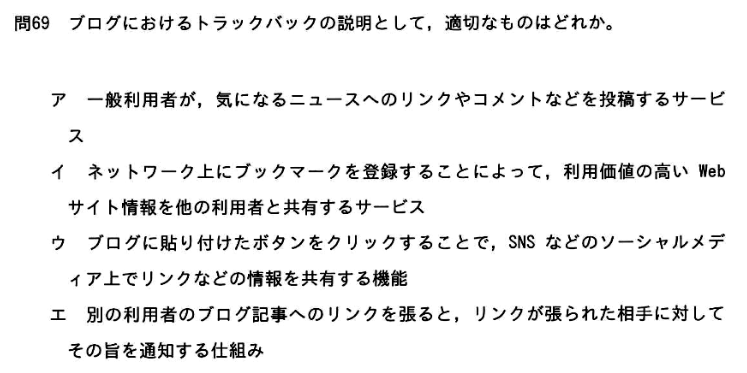 問69　ブログにおけるトラックバックの説明として，適切なものはどれか。
ア　一般利用者が，気になるニュースへのリンクやコメントなどを投稿するサービ
ス
イ　ネットワーク上にブックマークを登録することによって，利用価値の高い Web
サイト情報を他の利用者と共有するサービス
ウ　ブログに貼り付けたボタンをクリックすることで，SNS などのソーシャルメデ
ィア上でリンクなどの情報を共有する機能
エ　別の利用者のブログ記事へのリンクを張ると，リンクが張られた相手に対して
その旨を通知する仕組み